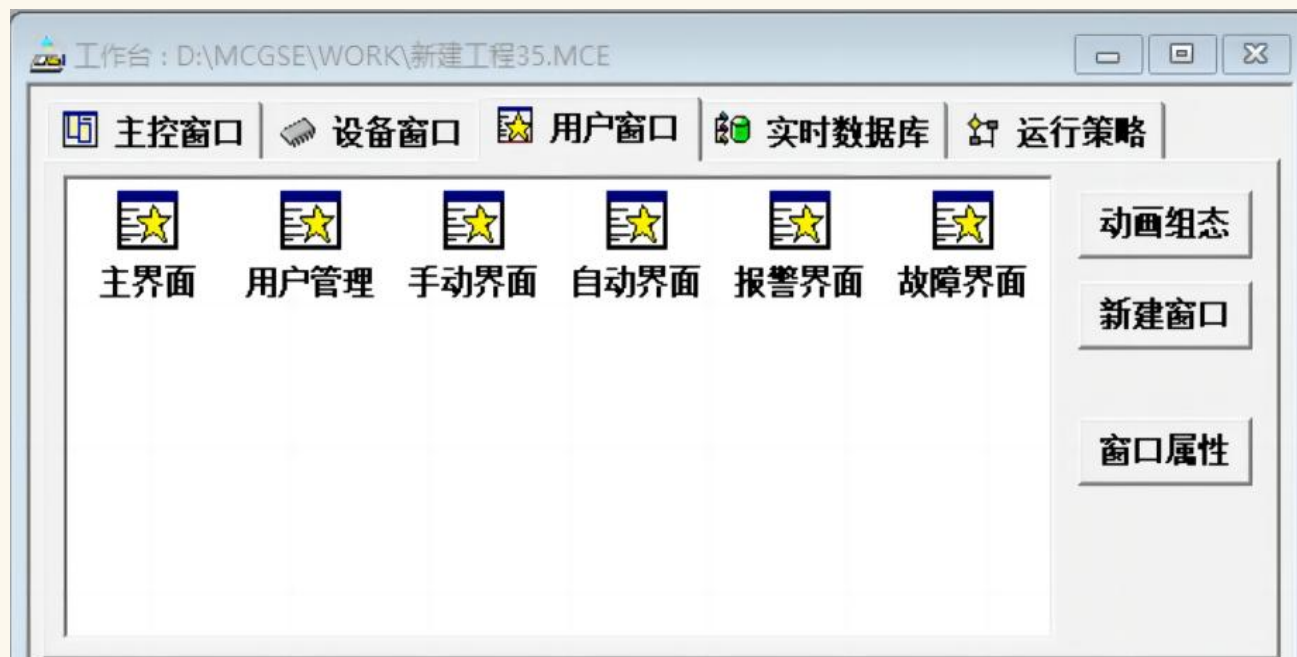 工作台：D:\MCGSE\WORK\新建工程35.MCE
主控窗口 设备窗口 用户窗口 实时数据库 运行策略
主界面 用户管理 手动界面 自动界面 报警界面 故障界面
动画组态
新建窗口
窗口属性